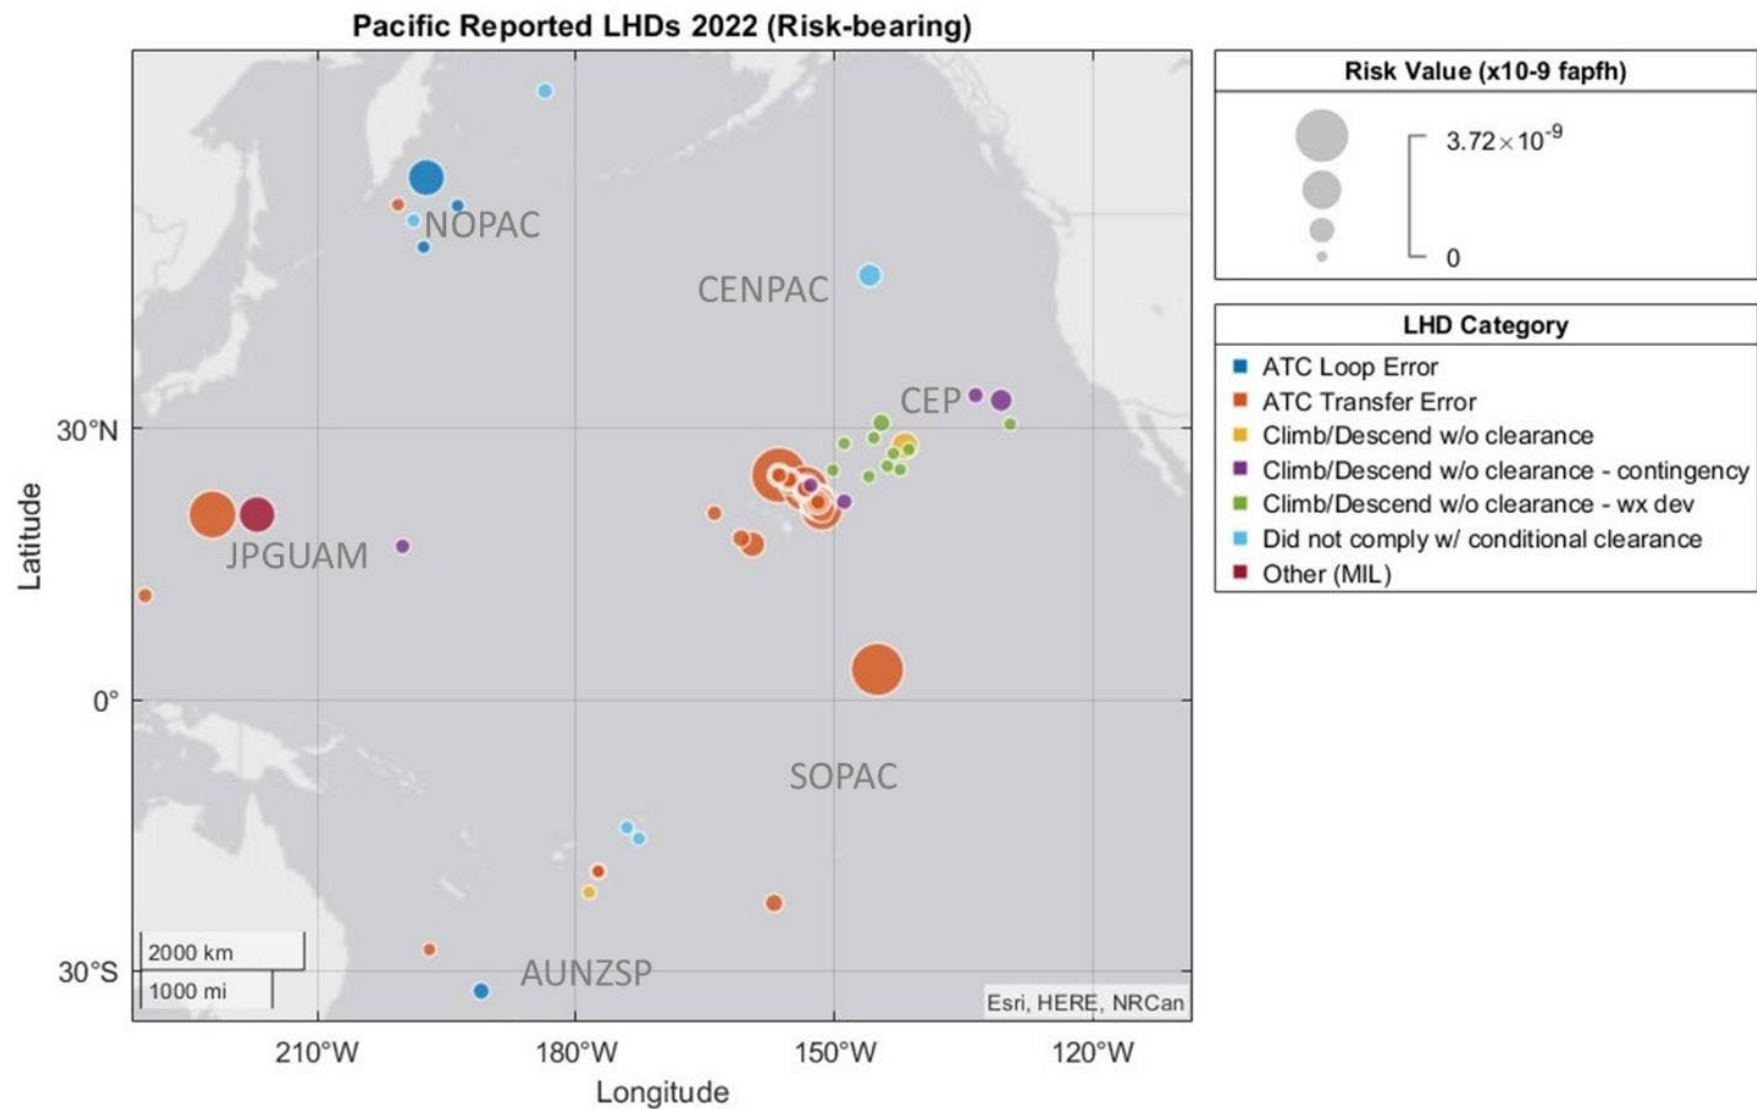 Pacific Reported LHDs 2022 (Risk-bearing)
NOPAC
CENPAC
CEP
JPGUAM
SOPAC
AUNZSP
2000 km
1000 mi
Esri, HERE, NRCan
30°N
0°
30°S
Latitude
210°W 180°W 150°W 120°W
Longitude
Risk Value (x10-9 fapfh)
3.72×10-9
0
LHD Category
ATC Loop Error
ATC Transfer Error
Climb/Descend w/o clearance
Climb/Descend w/o clearance - contingency
Climb/Descend w/o clearance - wx dev
Did not comply w/ conditional clearance
Other (MIL)